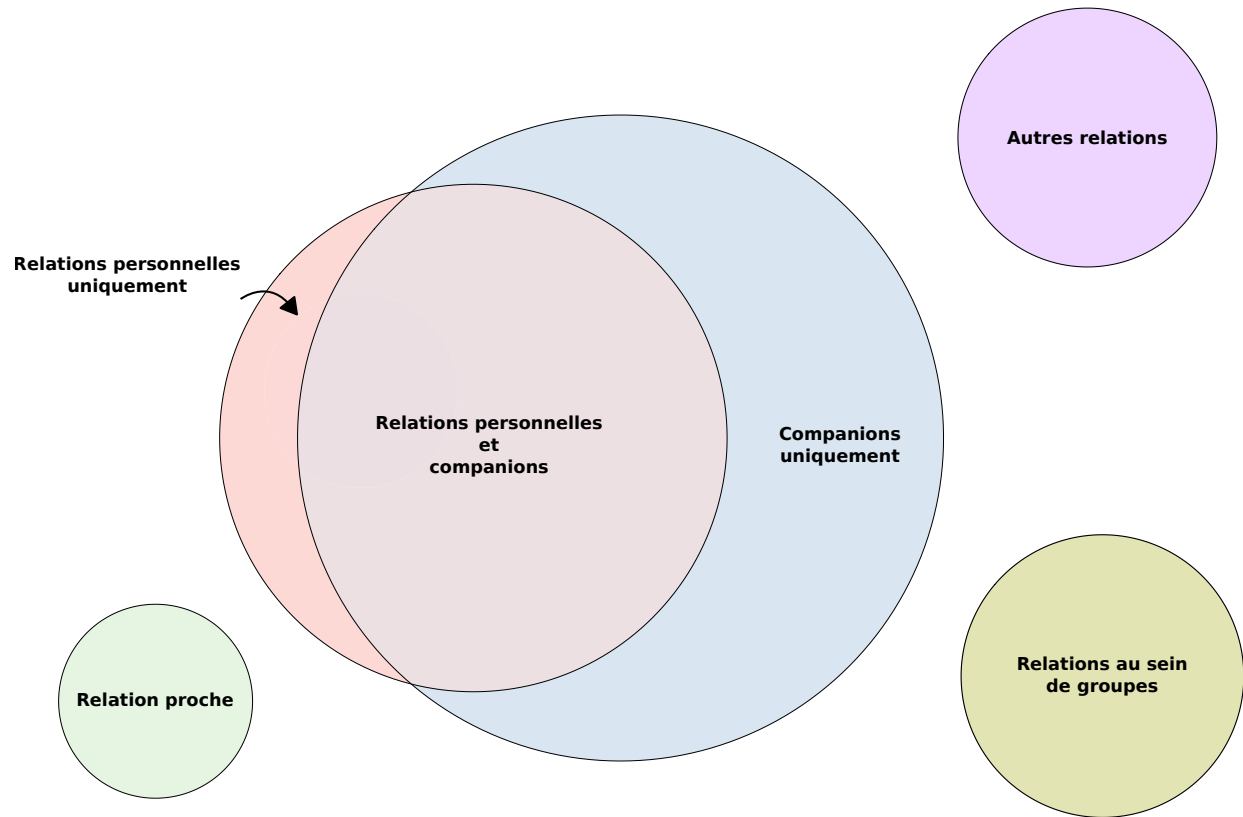 Autres relations
Relations personnelles
uniquement
Relations personnelles
et
companions
Companions
uniquement
Relation proche
Relations au sein
de groupes